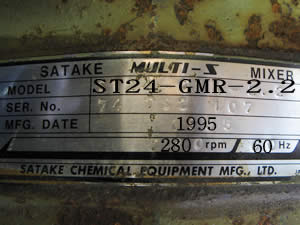 SATAKE MULTI-S MIXER
MODEL ST24-GMR-2.2
SER. No.
MFG. DATE 1995
280 rpm / 60 Hz
SATAKE CHEMICAL EQUIPMENT MFG., LTD.